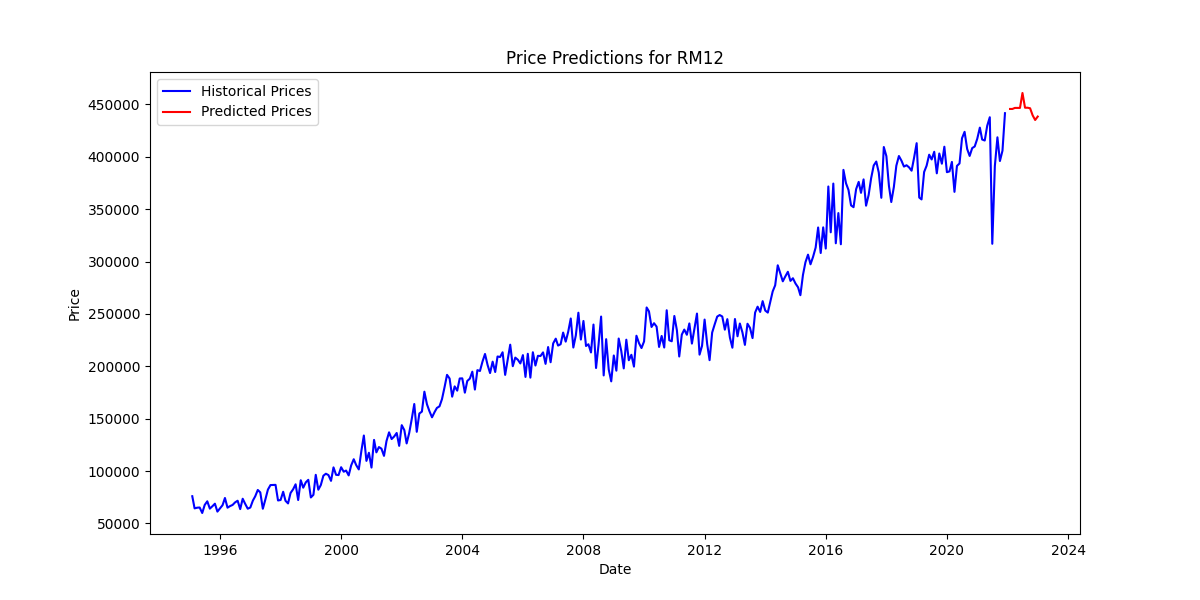 Price Predictions for RM12
Historical Prices
Predicted Prices
450000
400000
350000
300000
250000
200000
150000
100000
50000
Price
1996 2000 2004 2008 2012 2016 2020 2024
Date